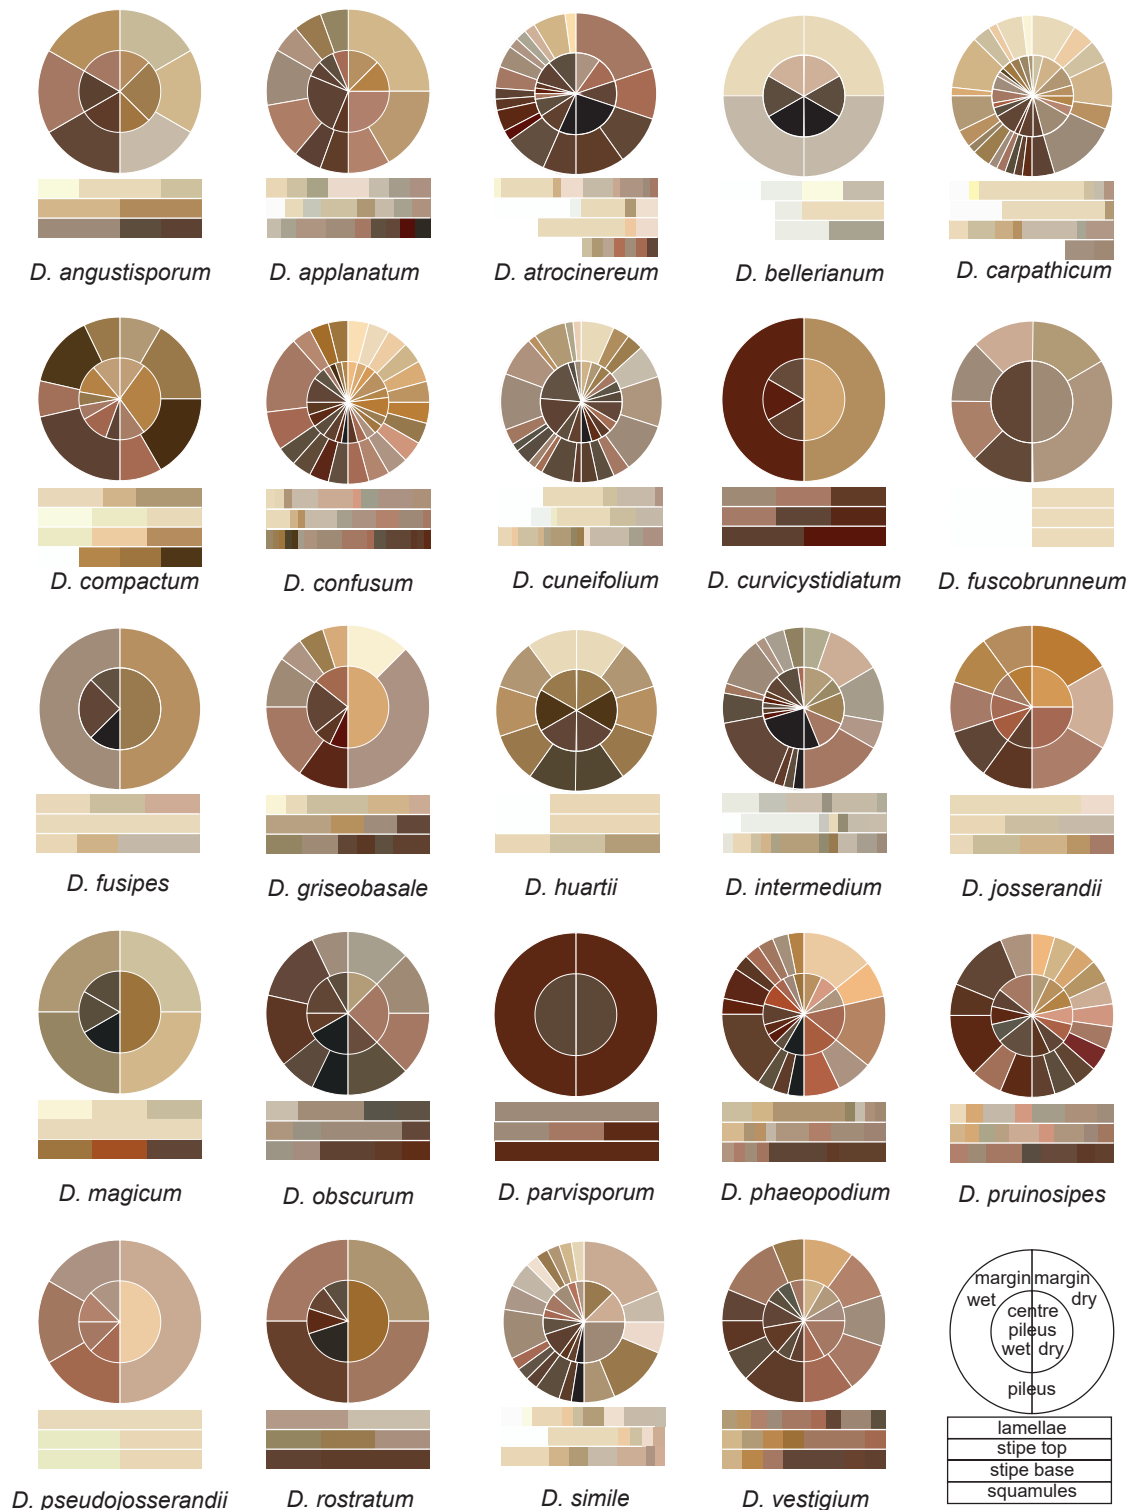 D. angustisporum
D. applanatum
D. atrocinereum
D. bellerianum
D. carpathicum
D. compactum
D. confusum
D. cuneifolium
D. curvicystidiatum
D. fuscobrunneum
D. fusipes
D. griseobasale
D. huartii
D. intermedium
D. josserandii
D. magicum
D. obscurum
D. parvisporum
D. phaeopodium
D. pruinosipes
D. pseudojosserandii
D. rostratum
D. simile
D. vestigium
margin margin
wet dry
centre
pileus
wet dry
pileus
lamellae
stipe top
stipe base
squamules